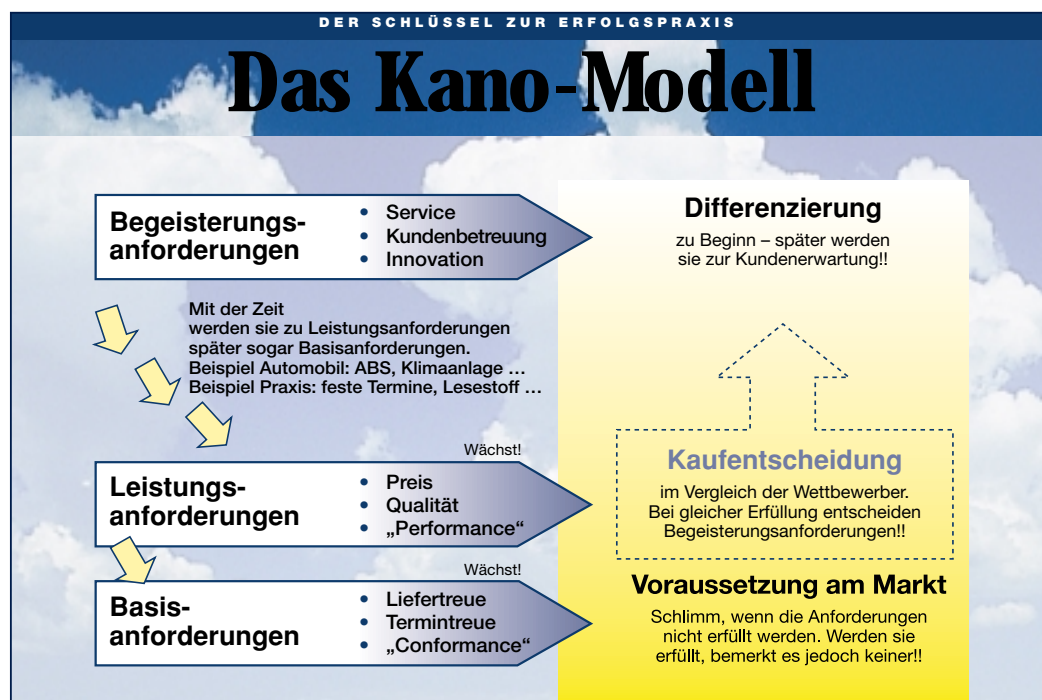 DER SCHLÜSSEL ZUR ERFOLGSPRAXIS
Das Kano-Modell
Begeisterungs-
anforderungen
• Service
• Kundenbetreuung
• Innovation
Differenzierung
zu Beginn – später werden
sie zur Kundenerwartung!!
Mit der Zeit
werden sie zu Leistungsanforderungen
später sogar Basisanforderungen.
Beispiel Automobil: ABS, Klimaanlage …
Beispiel Praxis: feste Termine, Lesestoff …
Wächst!
Leistungs-
anforderungen
• Preis
• Qualität
• „Performance“
Kaufentscheidung
im Vergleich der Wettbewerber.
Bei gleicher Erfüllung entscheiden
Begeisterungsanforderungen!!
Wächst!
Basis-
anforderungen
• Liefertreue
• Termintreue
• „Conformance“
Voraussetzung am Markt
Schlimm, wenn die Anforderungen
nicht erfüllt werden. Werden sie
erfüllt, bemerkt es jedoch keiner!!